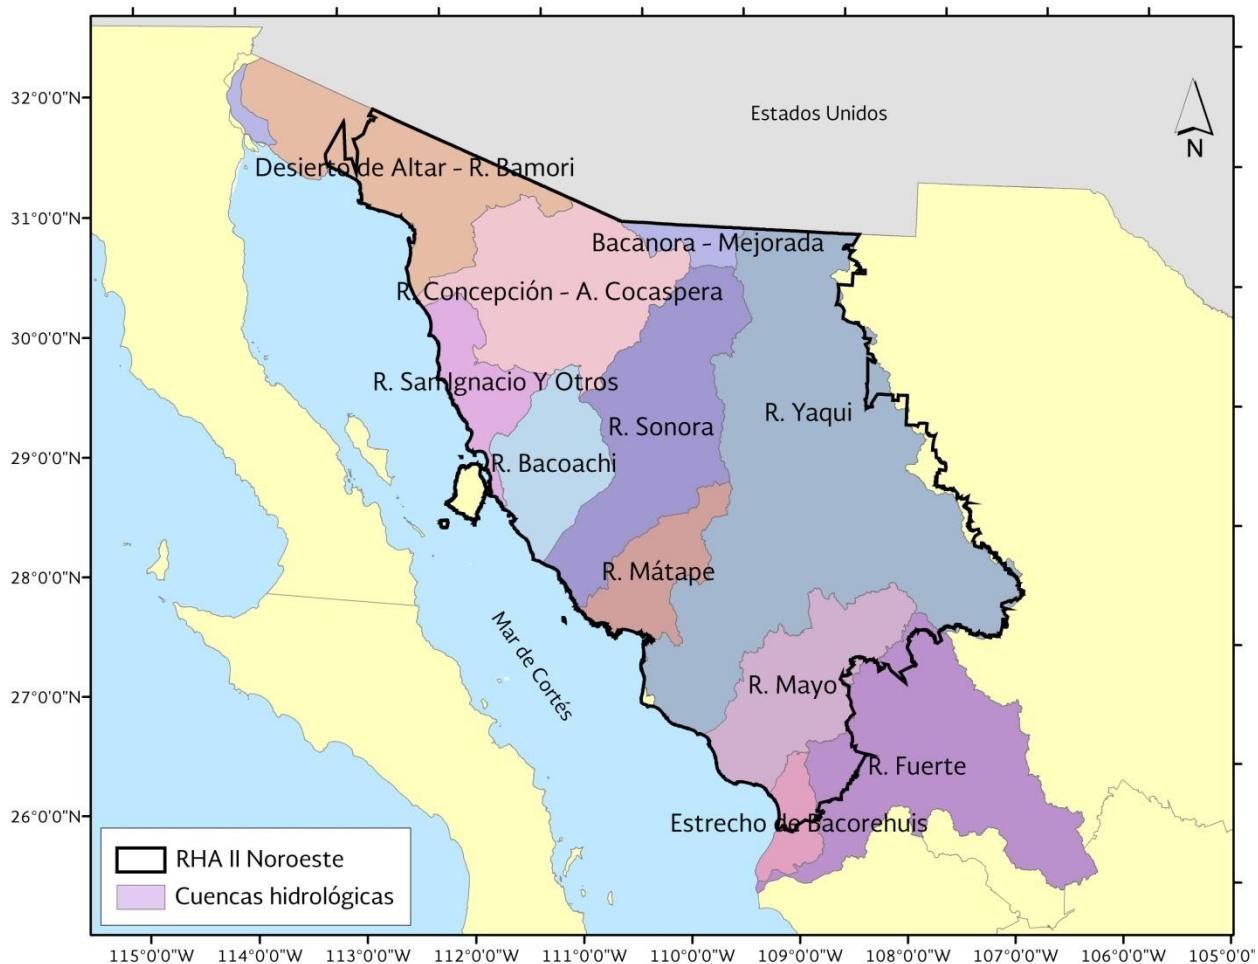 Estados Unidos
N
Desierto de Altar - R. Bamori
Bacanora - Mejorada
R. Concepción - A. Cocaspera
R. San Ignacio Y Otros
R. Yaqui
R. Sonora
R. Bacoachi
R. Mátape
Mar de Cortés
R. Mayo
R. Fuerte
Estrecho de Bacorehuis
32°0'0"N
31°0'0"N
30°0'0"N
29°0'0"N
28°0'0"N
27°0'0"N
26°0'0"N
RHA II Noroeste
Cuencas hidrológicas
115°0'0"W 114°0'0"W 113°0'0"W 112°0'0"W 111°0'0"W 110°0'0"W 109°0'0"W 108°0'0"W 107°0'0"W 106°0'0"W 105°0'0"W